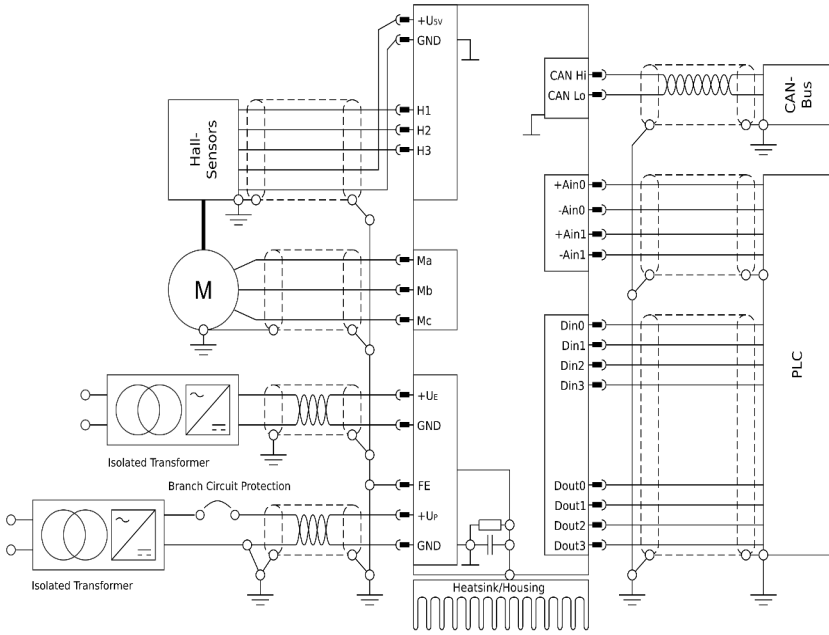 +U5V
GND
H1
H2
H3
Hall-
Sensors
Ma
Mb
Mc
M
+UE
GND
Isolated Transformer
Branch Circuit Protection
FE
+UP
GND
Isolated Transformer
Heatsink/Housing
CAN Hi
CAN Lo
CAN-
Bus
+Ain0
-Ain0
+Ain1
-Ain1
Din0
Din1
Din2
Din3
PLC
Dout0
Dout1
Dout2
Dout3